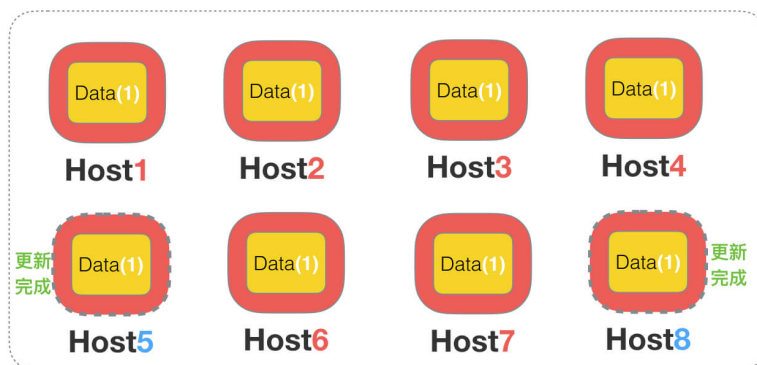 Data(1) Data(1) Data(1) Data(1)
Host1 Host2 Host3 Host4
更新
完成
Data(1) Data(1) Data(1) Data(1)
更新
完成
Host5 Host6 Host7 Host8